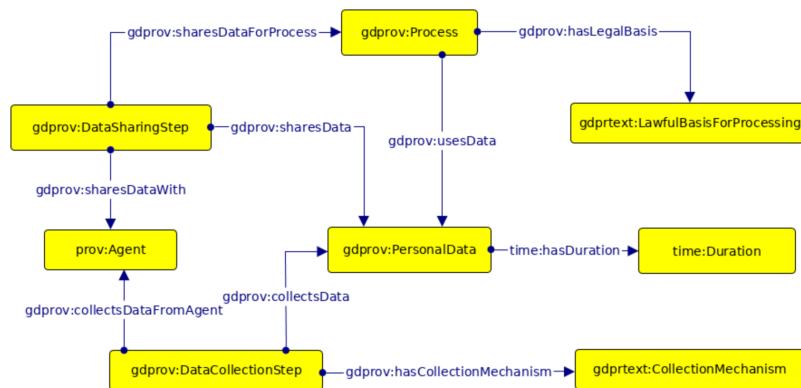 gdprov:sharesDataForProcess
gdprov:Process
gdprov:hasLegalBasis
gdprov:DataSharingStep
gdprov:sharesData
gdprtext:LawfulBasisForProcessing
gdprov:usesData
gdprov:sharesDataWith
prov:Agent
gdprov:PersonalData
time:hasDuration
time:Duration
gdprov:collectsData
gdprov:collectsDataFromAgent
gdprov:DataCollectionStep
gdprov:hasCollectionMechanism
gdprtext:CollectionMechanism